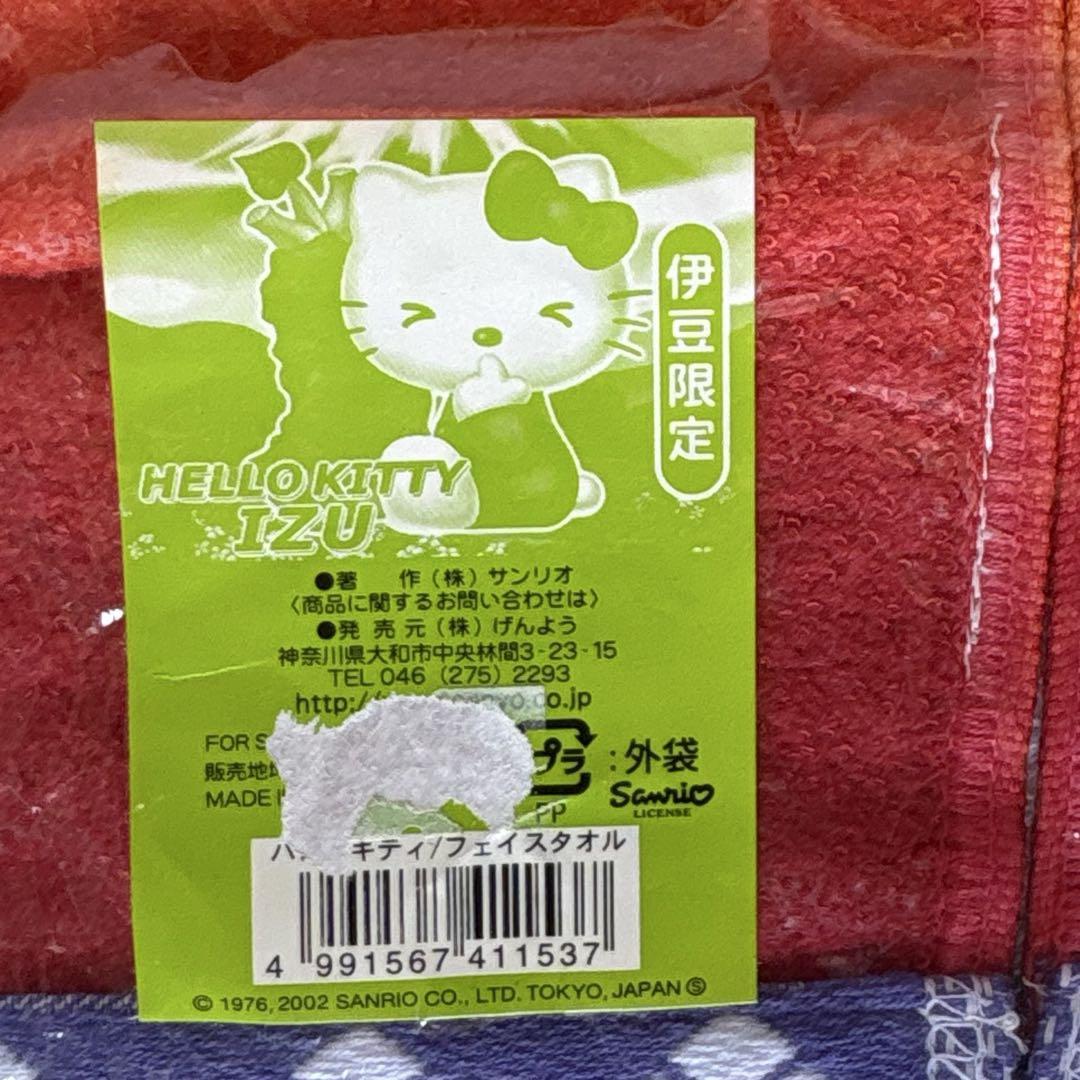 伊豆限定
HELLO KITTY
IZU
●著　作（株）サンリオ
〈商品に関するお問い合わせは〉
●発 売 元（株）げんよう
神奈川県大和市中央林間3-23-15
TEL 046（275）2293
http://
.co.jp
FOR
販売地
MADE
プラ
:外袋
PP
Sanrio
LICENSE
キティ/フェイスタオル
4 991567 411537
© 1976, 2002 SANRIO CO., LTD. TOKYO, JAPAN Ⓢ